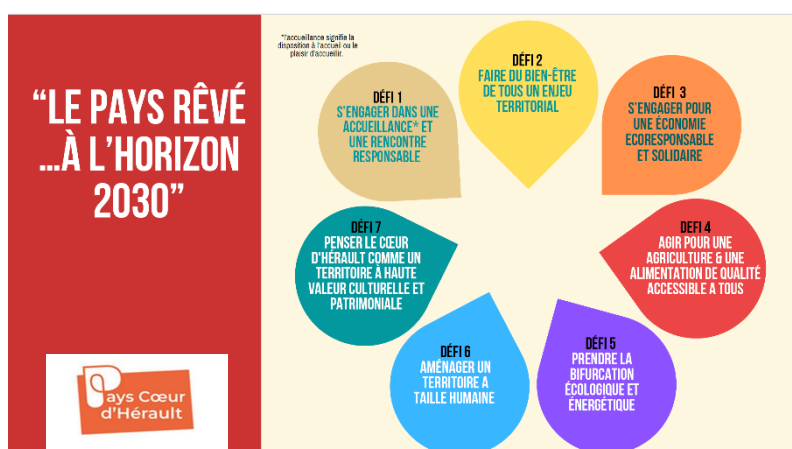 “LE PAYS RÊVÉ
...À L’HORIZON
2030”
Pays Cœur
d'Hérault
*l'accueillance signifie la
disposition à l'accueil ou le
plaisir d'accueillir.
DÉFI 1
S'ENGAGER DANS UNE
ACCUEILLANCE* ET
UNE RENCONTRE
RESPONSABLE
DÉFI 2
FAIRE DU BIEN-ÊTRE
DE TOUS UN ENJEU
TERRITORIAL
DÉFI 3
S'ENGAGER POUR
UNE ÉCONOMIE
ECORESPONSABLE
ET SOLIDAIRE
DEFI 4
AGIR POUR UNE
AGRICULTURE & UNE
ALIMENTATION DE QUALITÉ
ACCESSIBLE A TOUS
DÉFI 5
PRENDRE LA
BIFURCATION
ÉCOLOGIQUE ET
ÉNERGÉTIQUE
DÉFI 6
AMÉNAGER UN
TERRITOIRE A
TAILLE HUMAINE
DÉFI 7
PENSER LE CŒUR
D'HÉRAULT COMME UN
TERRITOIRE À HAUTE
VALEUR CULTURELLE ET
PATRIMONIALE